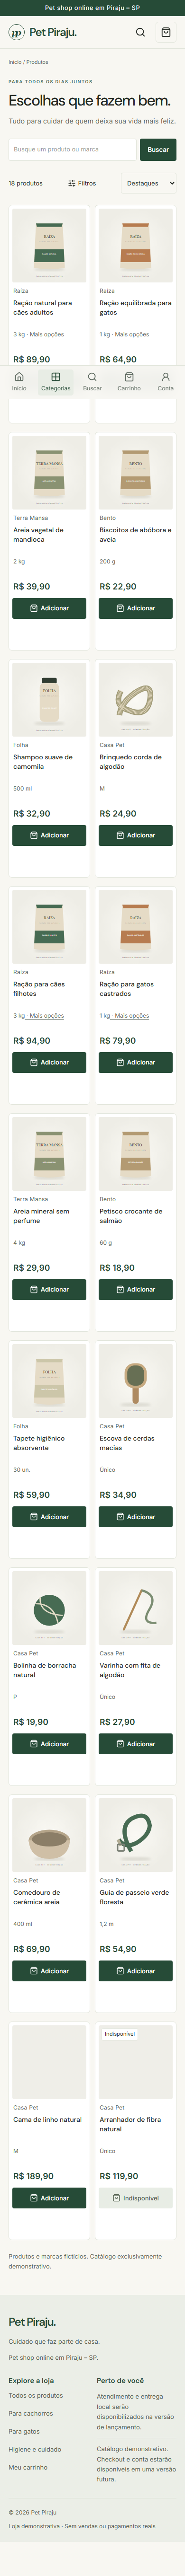 Pet shop online em Piraju – SP
Pet Piraju.
Início / Produtos
PARA TODOS OS DIAS JUNTOS
Escolhas que fazem bem.
Tudo para cuidar de quem deixa sua vida mais feliz.
Busque um produto ou marca
Buscar
18 produtos
Filtros
Destaques
Raíza
Raíza
Ração natural para cães adultos
Ração equilibrada para gatos
3 kg · Mais opções
1 kg · Mais opções
R$ 89,90
R$ 64,90
Início
Categorias
Buscar
Carrinho
Conta
TERRA MANSA
BENTO
Terra Mansa
Bento
Areia vegetal de mandioca
Biscoitos de abóbora e aveia
2 kg
200 g
R$ 39,90
R$ 22,90
Adicionar
Adicionar
FOLHA
Folha
Casa Pet
Shampoo suave de camomila
Brinquedo corda de algodão
500 ml
M
R$ 32,90
R$ 24,90
Adicionar
Adicionar
RAÍZA
RAÍZA
Raíza
Raíza
Ração para cães filhotes
Ração para gatos castrados
3 kg · Mais opções
1 kg · Mais opções
R$ 94,90
R$ 79,90
Adicionar
Adicionar
TERRA MANSA
BENTO
Terra Mansa
Bento
Areia mineral sem perfume
Petisco crocante de salmão
4 kg
60 g
R$ 29,90
R$ 18,90
Adicionar
Adicionar
FOLHA
Folha
Casa Pet
Tapete higiênico absorvente
Escova de cerdas macias
30 un.
Único
R$ 59,90
R$ 34,90
Adicionar
Adicionar
Casa Pet
Casa Pet
Bolinha de borracha natural
Varinha com fita de algodão
P
Único
R$ 19,90
R$ 27,90
Adicionar
Adicionar
Casa Pet
Casa Pet
Comedouro de cerâmica areia
Guia de passeio verde floresta
400 ml
1,2 m
R$ 69,90
R$ 54,90
Adicionar
Adicionar
Indisponível
Casa Pet
Casa Pet
Cama de linho natural
Arranhador de fibra natural
M
Único
R$ 189,90
R$ 119,90
Adicionar
Indisponível
Produtos e marcas fictícios. Catálogo exclusivamente
demonstrativo.
Pet Piraju.
Cuidado que faz parte de casa.
Pet shop online em Piraju – SP.
Explore a loja
Todos os produtos
Para cachorros
Para gatos
Higiene e cuidado
Meu carrinho
Perto de você
Atendimento e entrega
local serão
disponibilizados na versão
de lançamento.
Catálogo demonstrativo.
Checkout e conta estarão
disponíveis em uma versão
futura.
© 2026 Pet Piraju
Loja demonstrativa · Sem vendas ou pagamentos reais